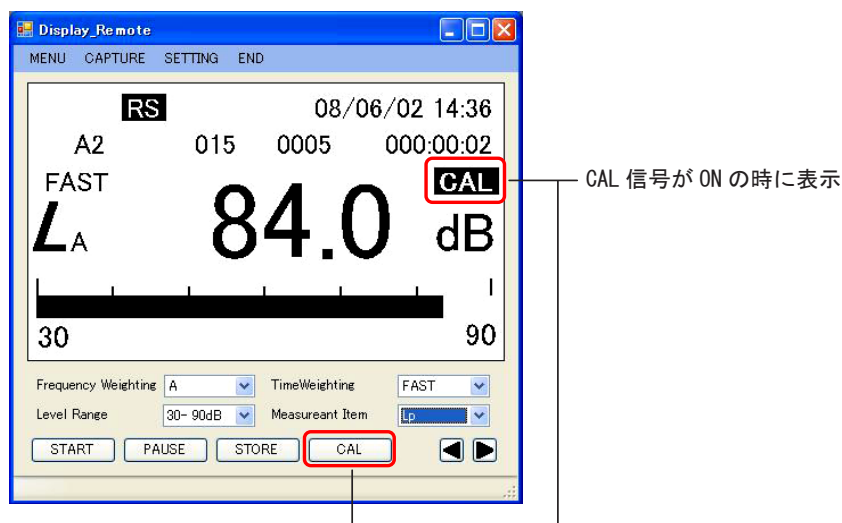 Display_Remote
MENU CAPTURE SETTING END
RS 08/06/02 14:36
A2 015 0005 000:00:02
FAST CAL
LA 84.0 dB
30 90
CAL 信号が ON の時に表示
Frequency Weighting A TimeWeighting FAST
Level Range 30- 90dB Measureant Item Lp
START PAUSE STORE CAL